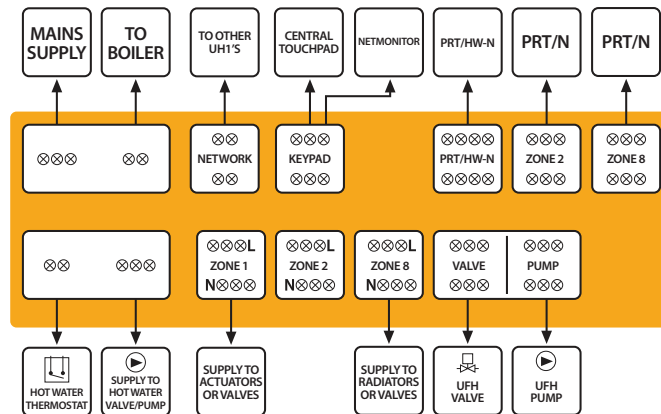 MAINS
SUPPLY
TO
BOILER
TO OTHER
UH1'S
CENTRAL
TOUCHPAD
NETMONITOR
PRT/HW-N
PRT/N
PRT/N
NETWORK
KEYPAD
PRT/HW-N
ZONE 2
ZONE 8
L
ZONE 1
N
L
ZONE 2
N
L
ZONE 8
N
VALVE
PUMP
HOT WATER
THERMOSTAT
SUPPLY TO
HOT WATER
VALVE/PUMP
SUPPLY TO
ACTUATORS
OR VALVES
SUPPLY TO
RADIATORS
OR VALVES
UFH
VALVE
UFH
PUMP